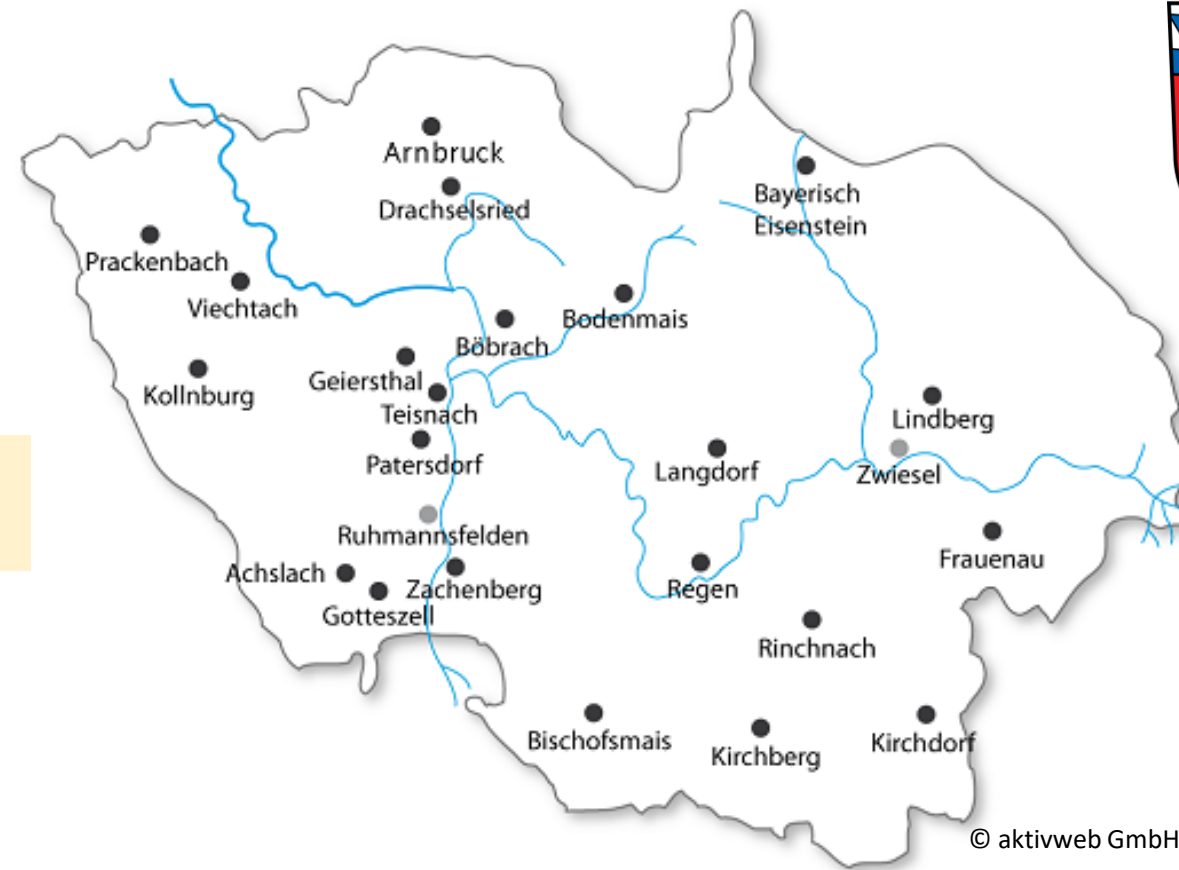 Arnbruck
Drachselsried
Bayerisch
Eisenstein
Prackenbach
Viechtach
Bodenmais
Böbrach
Geiersthal
Kollnburg
Teisnach
Lindberg
Patersdorf
Langdorf
Zwiesel
Ruhmannsfelden
Frauenau
Achslach
Zachenberg
Regen
Gotteszell
Rinchnach
Bischofsmais
Kirchberg
Kirchdorf
© aktivweb GmbH